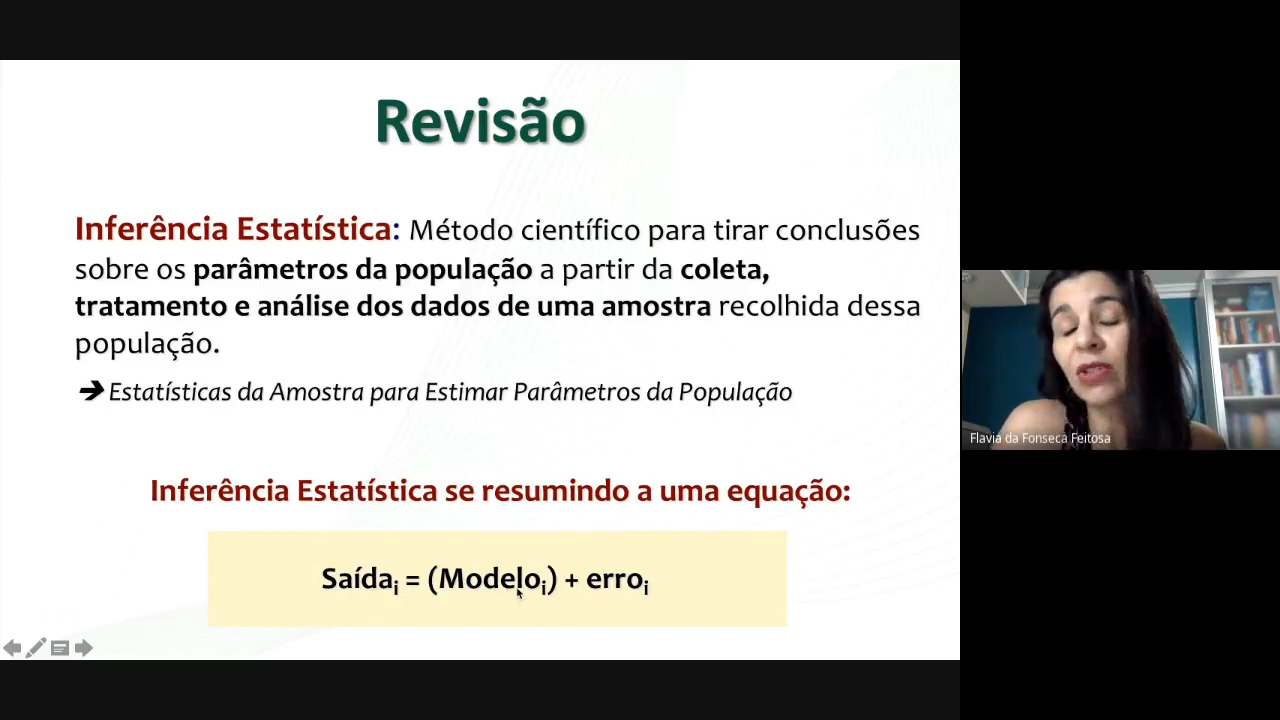 Revisão
Inferência Estatística: Método científico para tirar conclusões
sobre os parâmetros da população a partir da coleta,
tratamento e análise dos dados de uma amostra recolhida dessa
população.
➔ Estatísticas da Amostra para Estimar Parâmetros da População
Inferência Estatística se resumindo a uma equação:
Saídai = (Modeloi) + erroi
Flavia da Fonseca Feitosa